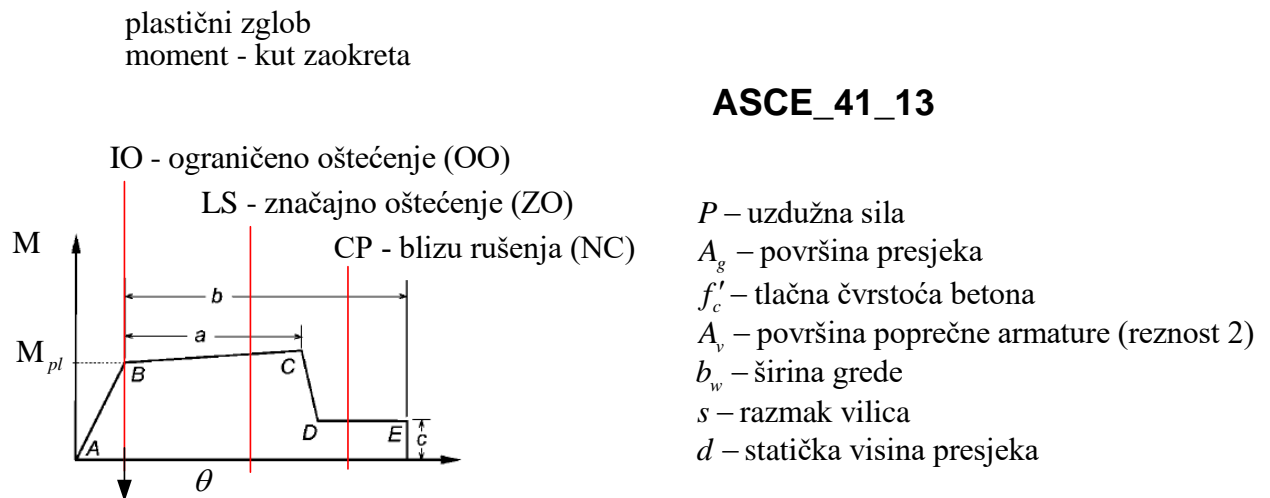 plastični zglob
moment - kut zaokreta
ASCE_41_13
IO - ograničeno oštećenje (OO)
LS - značajno oštećenje (ZO)
CP - blizu rušenja (NC)
M
b
a
M pl
B
C
D
E
c
A
θ
P – uzdužna sila
A_g – površina presjeka
f_c′ – tlačna čvrstoća betona
A_v – površina poprečne armature (reznost 2)
b_w – širina grede
s – razmak vilica
d – statička visina presjeka